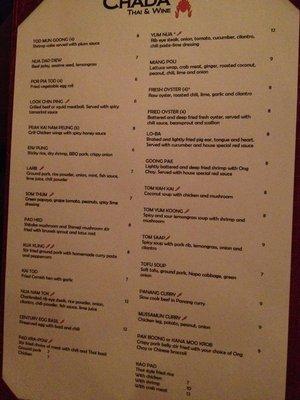 CHADA
THAI & WINE
TOD MUN GOONG (4) 8
Shrimp cake served with plum sauce
NUA DAD DIEW 8
Beef jerky, sesame seed, lemongrass
POR PIA TOD (4) 6
Fried vegetable egg roll
LOOK CHIN PING 6
Grilled beef or squid meatball. Served with spicy
tamarind sauce
PEAK KAI NAM PEUNG (5) 8
Grill Chicken wings with spicy honey sauce
EIW PUNG 8
Sticky rice, dry shrimp, BBQ pork, crispy onion
LARB 8
Ground pork, rice powder, onion, mint, fish sauce,
lime juice, chili powder
SOM THUM 8
Green papaya, grape tomato, peanuts, spicy lime
dressing
PAD HED
Shitake mushroom and Steined mushroom stir
fried with brussels sprout and lotus root
KUA KLING
Stir fried ground pork with homemade curry paste
and peppercorn
KAI TOD
Fried Cornish hen with garlic
NUA NAM TOK 12
Charbroiled rib eye steak, rice powder, onion,
cilantro, chili powder, fish sauce, lime juice
CENTURY EGG BASIL
Preserved egg with basil and chili 12
PAD KRA-POW
Stir fried choice of meat with chili and Thai basil
Ground pork 7
Chicken 7
YUM NUA * 12
Rib eye steak, onion, tomato, cucumber, cilantro,
chili paste-lime dressing
MIANG POLI 9
Lettuce wrap, crab meat, ginger, roasted coconut,
peanut, chili, lime and onion
FRESH OYSTER (4)* 8
Raw oyster, roasted chili, lime, garlic and cilantro
FRIED OYSTER (4) 8
Battered and deep fried fresh oyster, served with
chili sauce, beansprout and scallion
LO-BA 8
Braised and lightly fried pig ear, tongue and heart.
Served with cucumber and house special red sauce
GOONG PAE 8
Lightly battered and deep fried shrimp with Ong
Choy. Served with house special red sauce
TOM KAH KAI 8
Coconut soup with chicken and mushroom
TOM YUM KOONG 9
Spicy and sour lemongrass soup with shrimp and
mushroom
TOM SAAP 9
Spicy soup with pork rib, lemongrass, onion and
cilantro
TOFU SOUP 7
Soft tofu, ground pork, Napa cabbage, green
onion
PANANG CURRY 9
Slow cook beef in Panang curry
MUSSAMUN CURRY 9
Chicken leg, potato, peanut, onion
PAK BOONG or KANA MOO KROB 9
Crispy pork belly stir fried with your choice of Ong
Choy or Chinese broccoli
KAO PAD
Thai style fried rice
With chicken 7
With shrimp 10
With crab meat 13